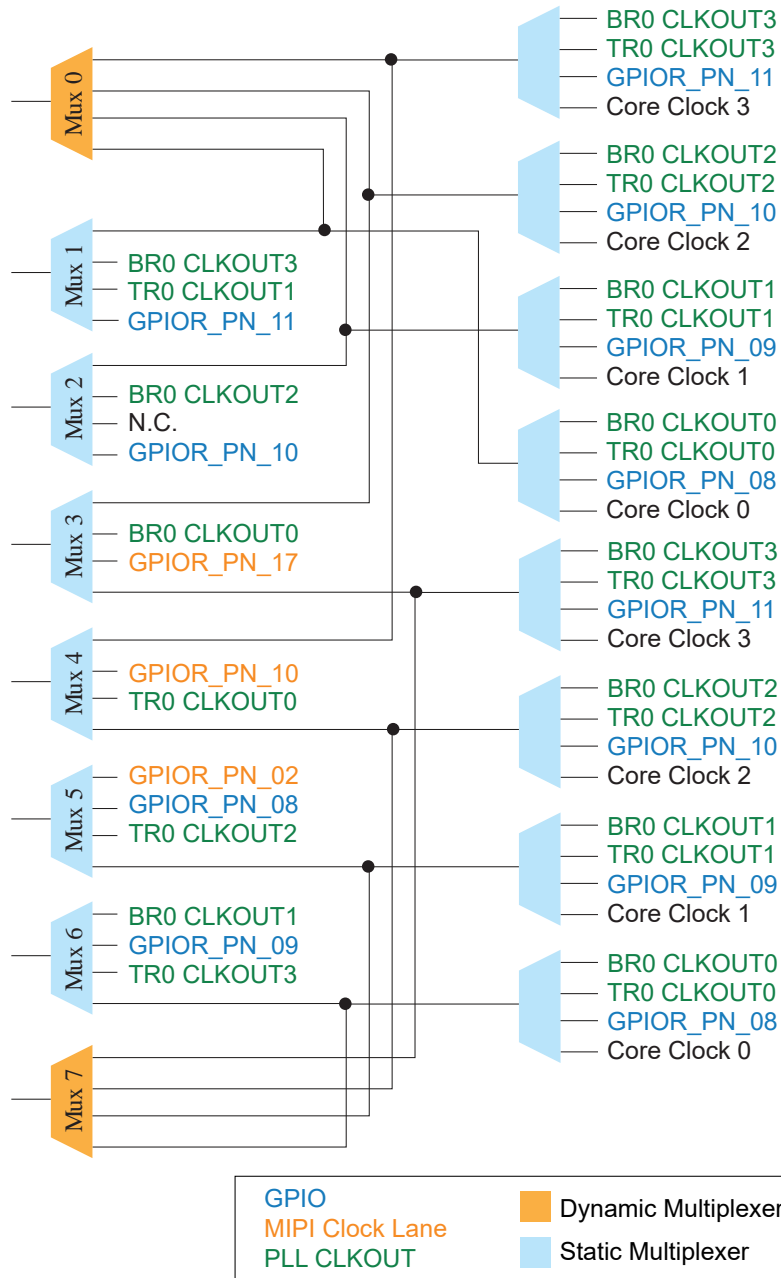 Mux 0
Mux 1
BR0 CLKOUT3
TR0 CLKOUT1
GPIOR_PN_11
Mux 2
BR0 CLKOUT2
N.C.
GPIOR_PN_10
Mux 3
BR0 CLKOUT0
GPIOR_PN_17
Mux 4
GPIOR_PN_10
TR0 CLKOUT0
Mux 5
GPIOR_PN_02
GPIOR_PN_08
TR0 CLKOUT2
Mux 6
BR0 CLKOUT1
GPIOR_PN_09
TR0 CLKOUT3
Mux 7
BR0 CLKOUT3
TR0 CLKOUT3
GPIOR_PN_11
Core Clock 3
BR0 CLKOUT2
TR0 CLKOUT2
GPIOR_PN_10
Core Clock 2
BR0 CLKOUT1
TR0 CLKOUT1
GPIOR_PN_09
Core Clock 1
BR0 CLKOUT0
TR0 CLKOUT0
GPIOR_PN_08
Core Clock 0
BR0 CLKOUT3
TR0 CLKOUT3
GPIOR_PN_11
Core Clock 3
BR0 CLKOUT2
TR0 CLKOUT2
GPIOR_PN_10
Core Clock 2
BR0 CLKOUT1
TR0 CLKOUT1
GPIOR_PN_09
Core Clock 1
BR0 CLKOUT0
TR0 CLKOUT0
GPIOR_PN_08
Core Clock 0
GPIO
MIPI Clock Lane
PLL CLKOUT
Dynamic Multiplexer
Static Multiplexer